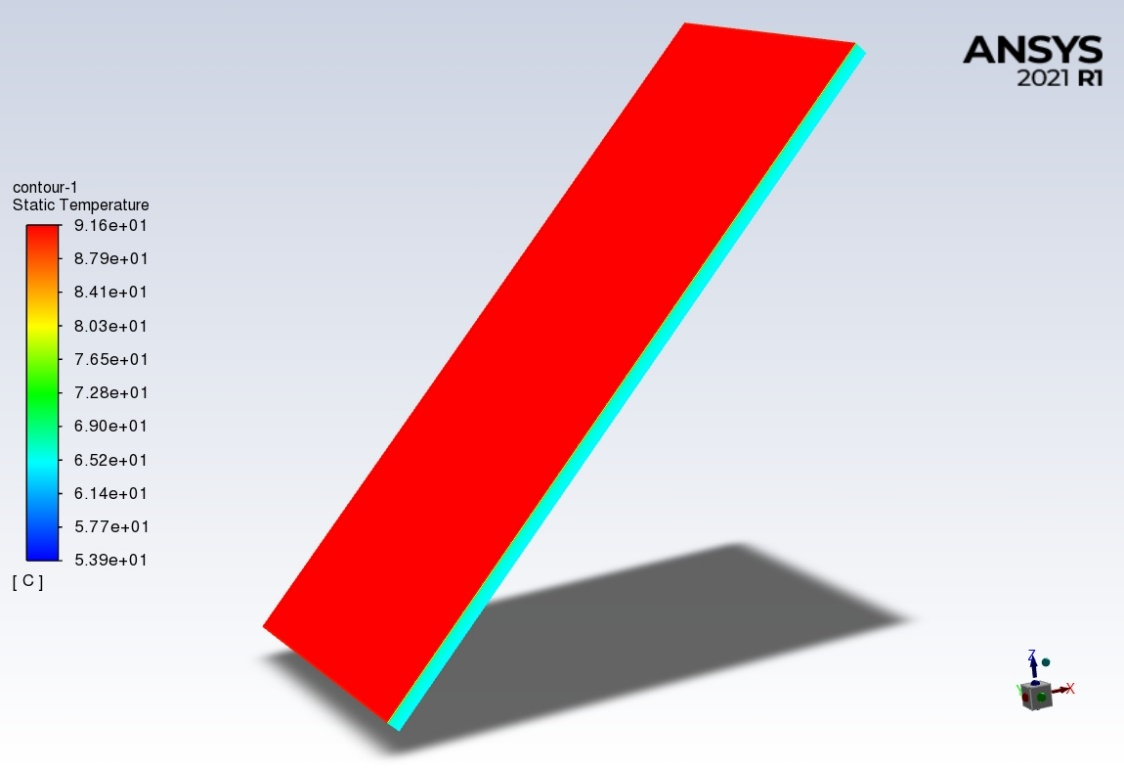 ANSYS
2021 R1
contour-1
Static Temperature
9.16e+01
8.79e+01
8.41e+01
8.03e+01
7.65e+01
7.28e+01
6.90e+01
6.52e+01
6.14e+01
5.77e+01
5.39e+01
[ C ]
Z
Y
X